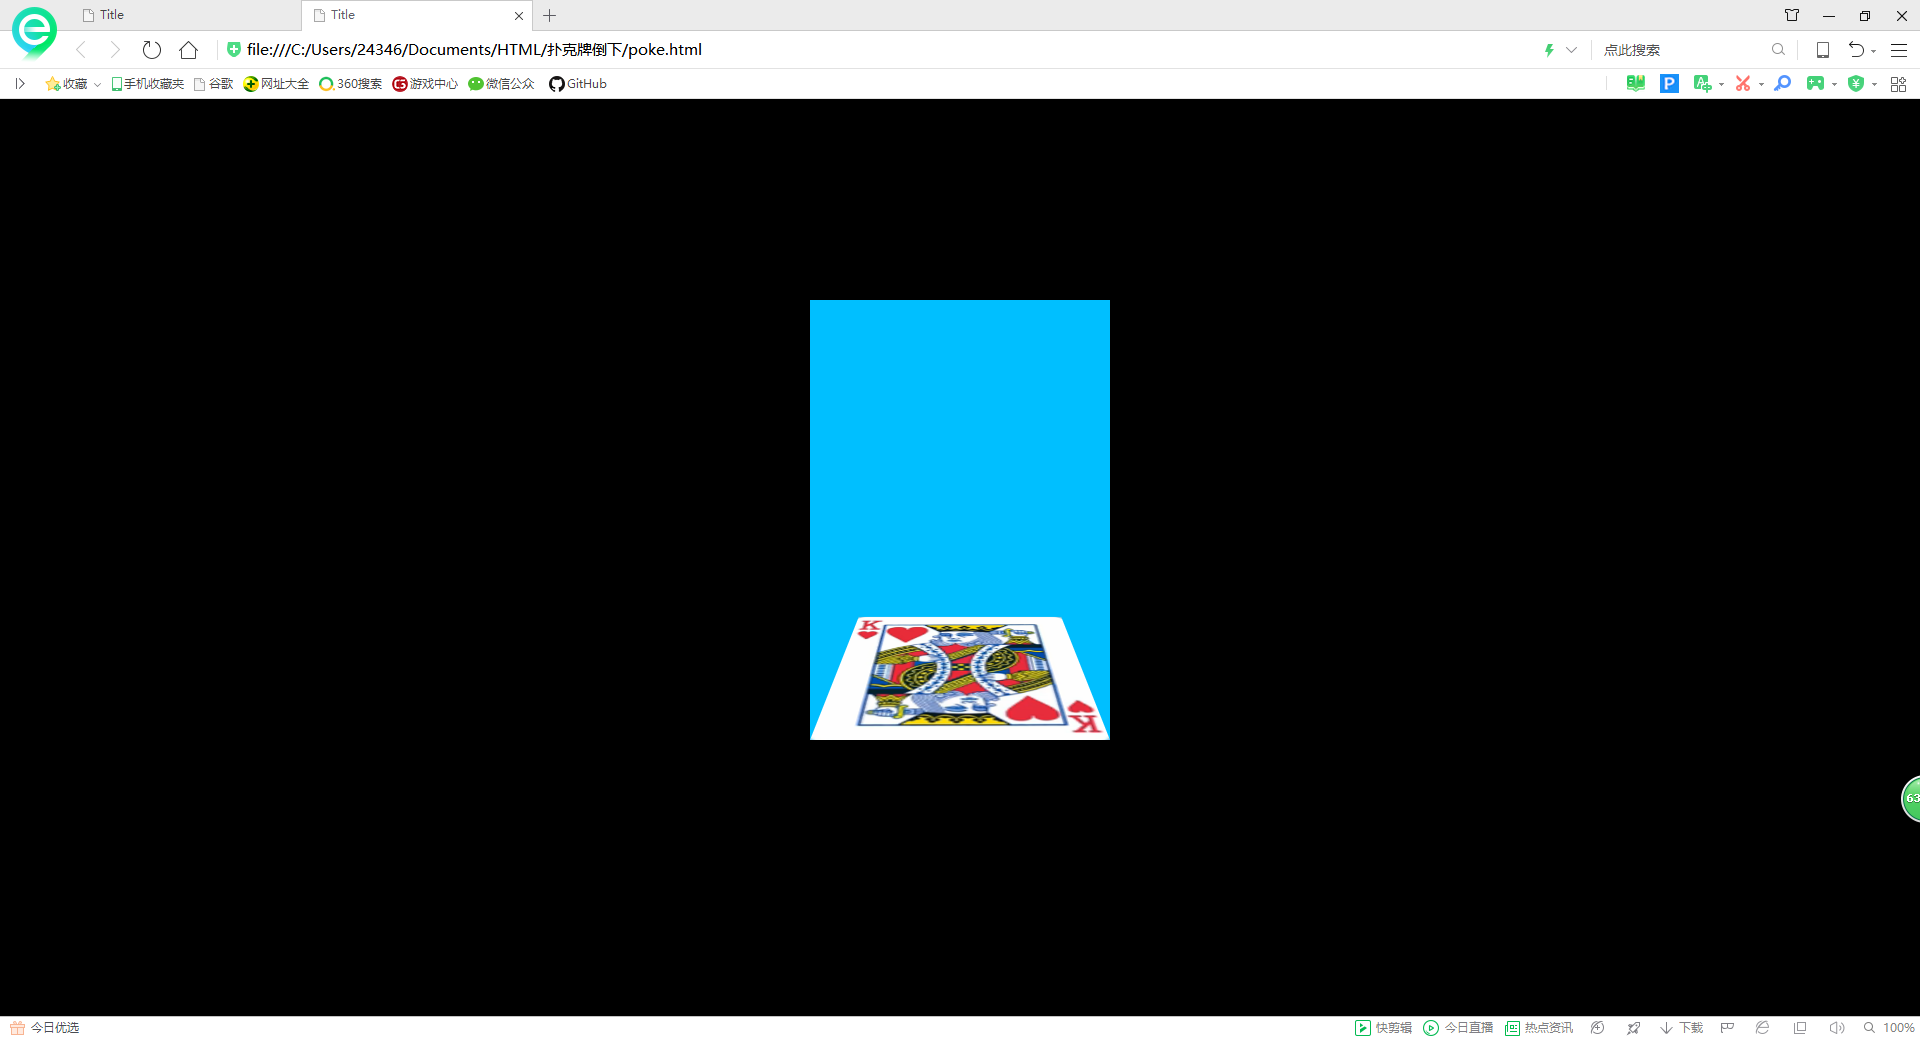 Title
Title
file:///C:/Users/24346/Documents/HTML/扑克牌倒下/poke.html
点此搜索
收藏 手机收藏夹 谷歌 网址大全 360搜索 游戏中心 微信公众 GitHub
P
K
K
63
今日优选
快剪辑 今日直播 热点资讯 下载 100%